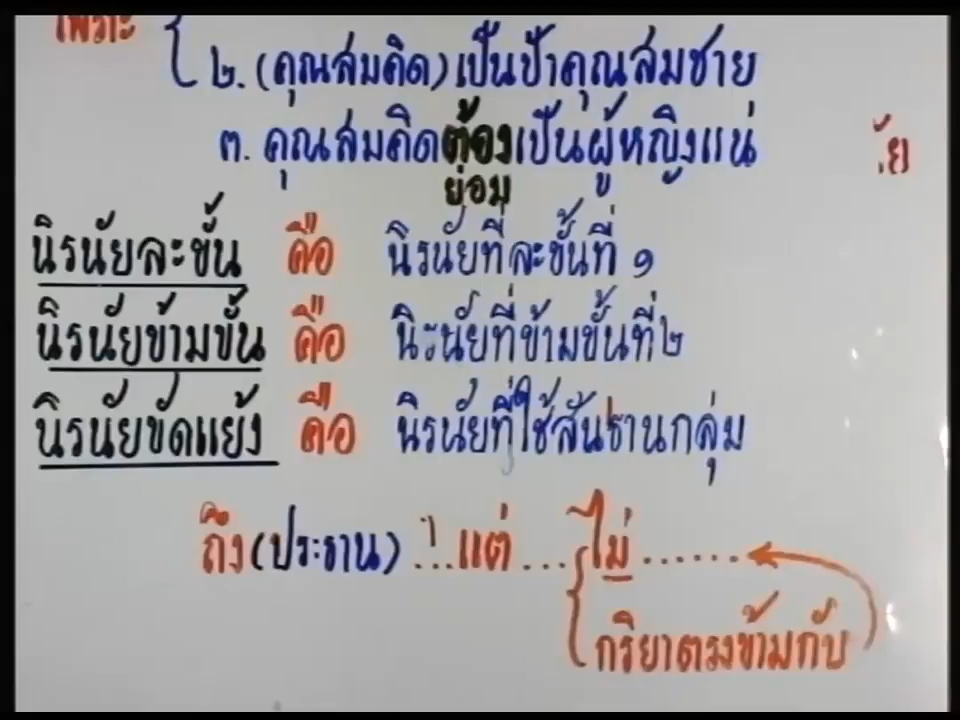 เพราะ
๒. (คุณสมคิด) เป็นป้าคุณสมชาย
๓. คุณสมคิดต้องเป็นผู้หญิงแน่
ย่อม
นิรนัยละขั้น คือ นิรนัยที่ละขั้นที่ ๑
นิรนัยข้ามขั้น คือ นิรนัยที่ข้ามขั้นที่ ๒
นิรนัยขัดแย้ง คือ นิรนัยที่ใช้สันธานกลุ่ม
ถึง (ประธาน) ... แต่ ... ไม่ ......
กริยาตรงข้ามกับ